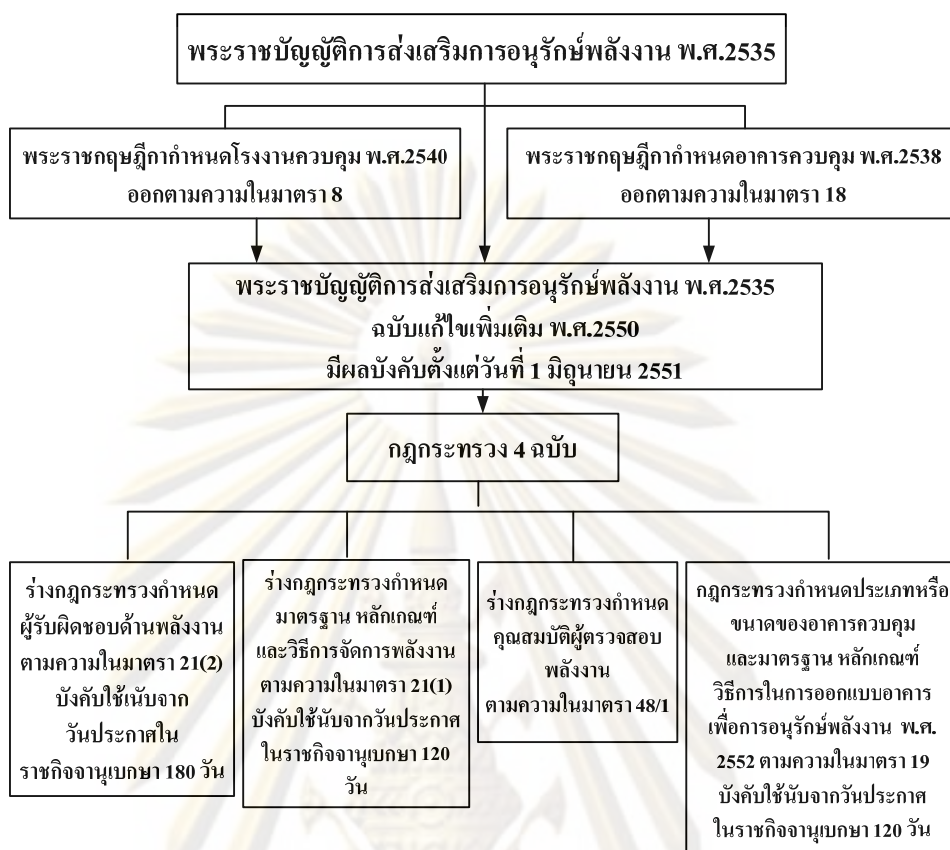 พระราชบัญญัติการส่งเสริมการอนุรักษ์พลังงาน พ.ศ.2535
พระราชกฤษฎีกากำหนดโรงงานควบคุม พ.ศ.2540
ออกตามความในมาตรา 8
พระราชกฤษฎีกากำหนดอาคารควบคุม พ.ศ.2538
ออกตามความในมาตรา 18
พระราชบัญญัติการส่งเสริมการอนุรักษ์พลังงาน พ.ศ.2535
ฉบับแก้ไขเพิ่มเติม พ.ศ.2550
มีผลบังคับตั้งแต่วันที่ 1 มิถุนายน 2551
กฎกระทรวง 4 ฉบับ
ร่างกฎกระทรวงกำหนด
ผู้รับผิดชอบด้านพลังงาน
ตามความในมาตรา 21(2)
บังคับใช้เนับจาก
วันประกาศใน
ราชกิจจานุเบกษา 180 วัน
ร่างกฎกระทรวงกำหนด
มาตรฐาน หลักเกณฑ์
และวิธีการจัดการพลังงาน
ตามความในมาตรา 21(1)
บังคับใช้นับจากวันประกาศ
ในราชกิจจานุเบกษา 120
วัน
ร่างกฎกระทรวงกำหนด
คุณสมบัติผู้ตรวจสอบ
พลังงาน
ตามความในมาตรา 48/1
กฎกระทรวงกำหนดประเภทหรือ
ขนาดของอาคารควบคุม
และมาตรฐาน หลักเกณฑ์
วิธีการในการออกแบบอาคาร
เพื่อการอนุรักษ์พลังงาน พ.ศ.
2552 ตามความในมาตรา 19
บังคับใช้นับจากวันประกาศ
ในราชกิจจานุเบกษา 120 วัน